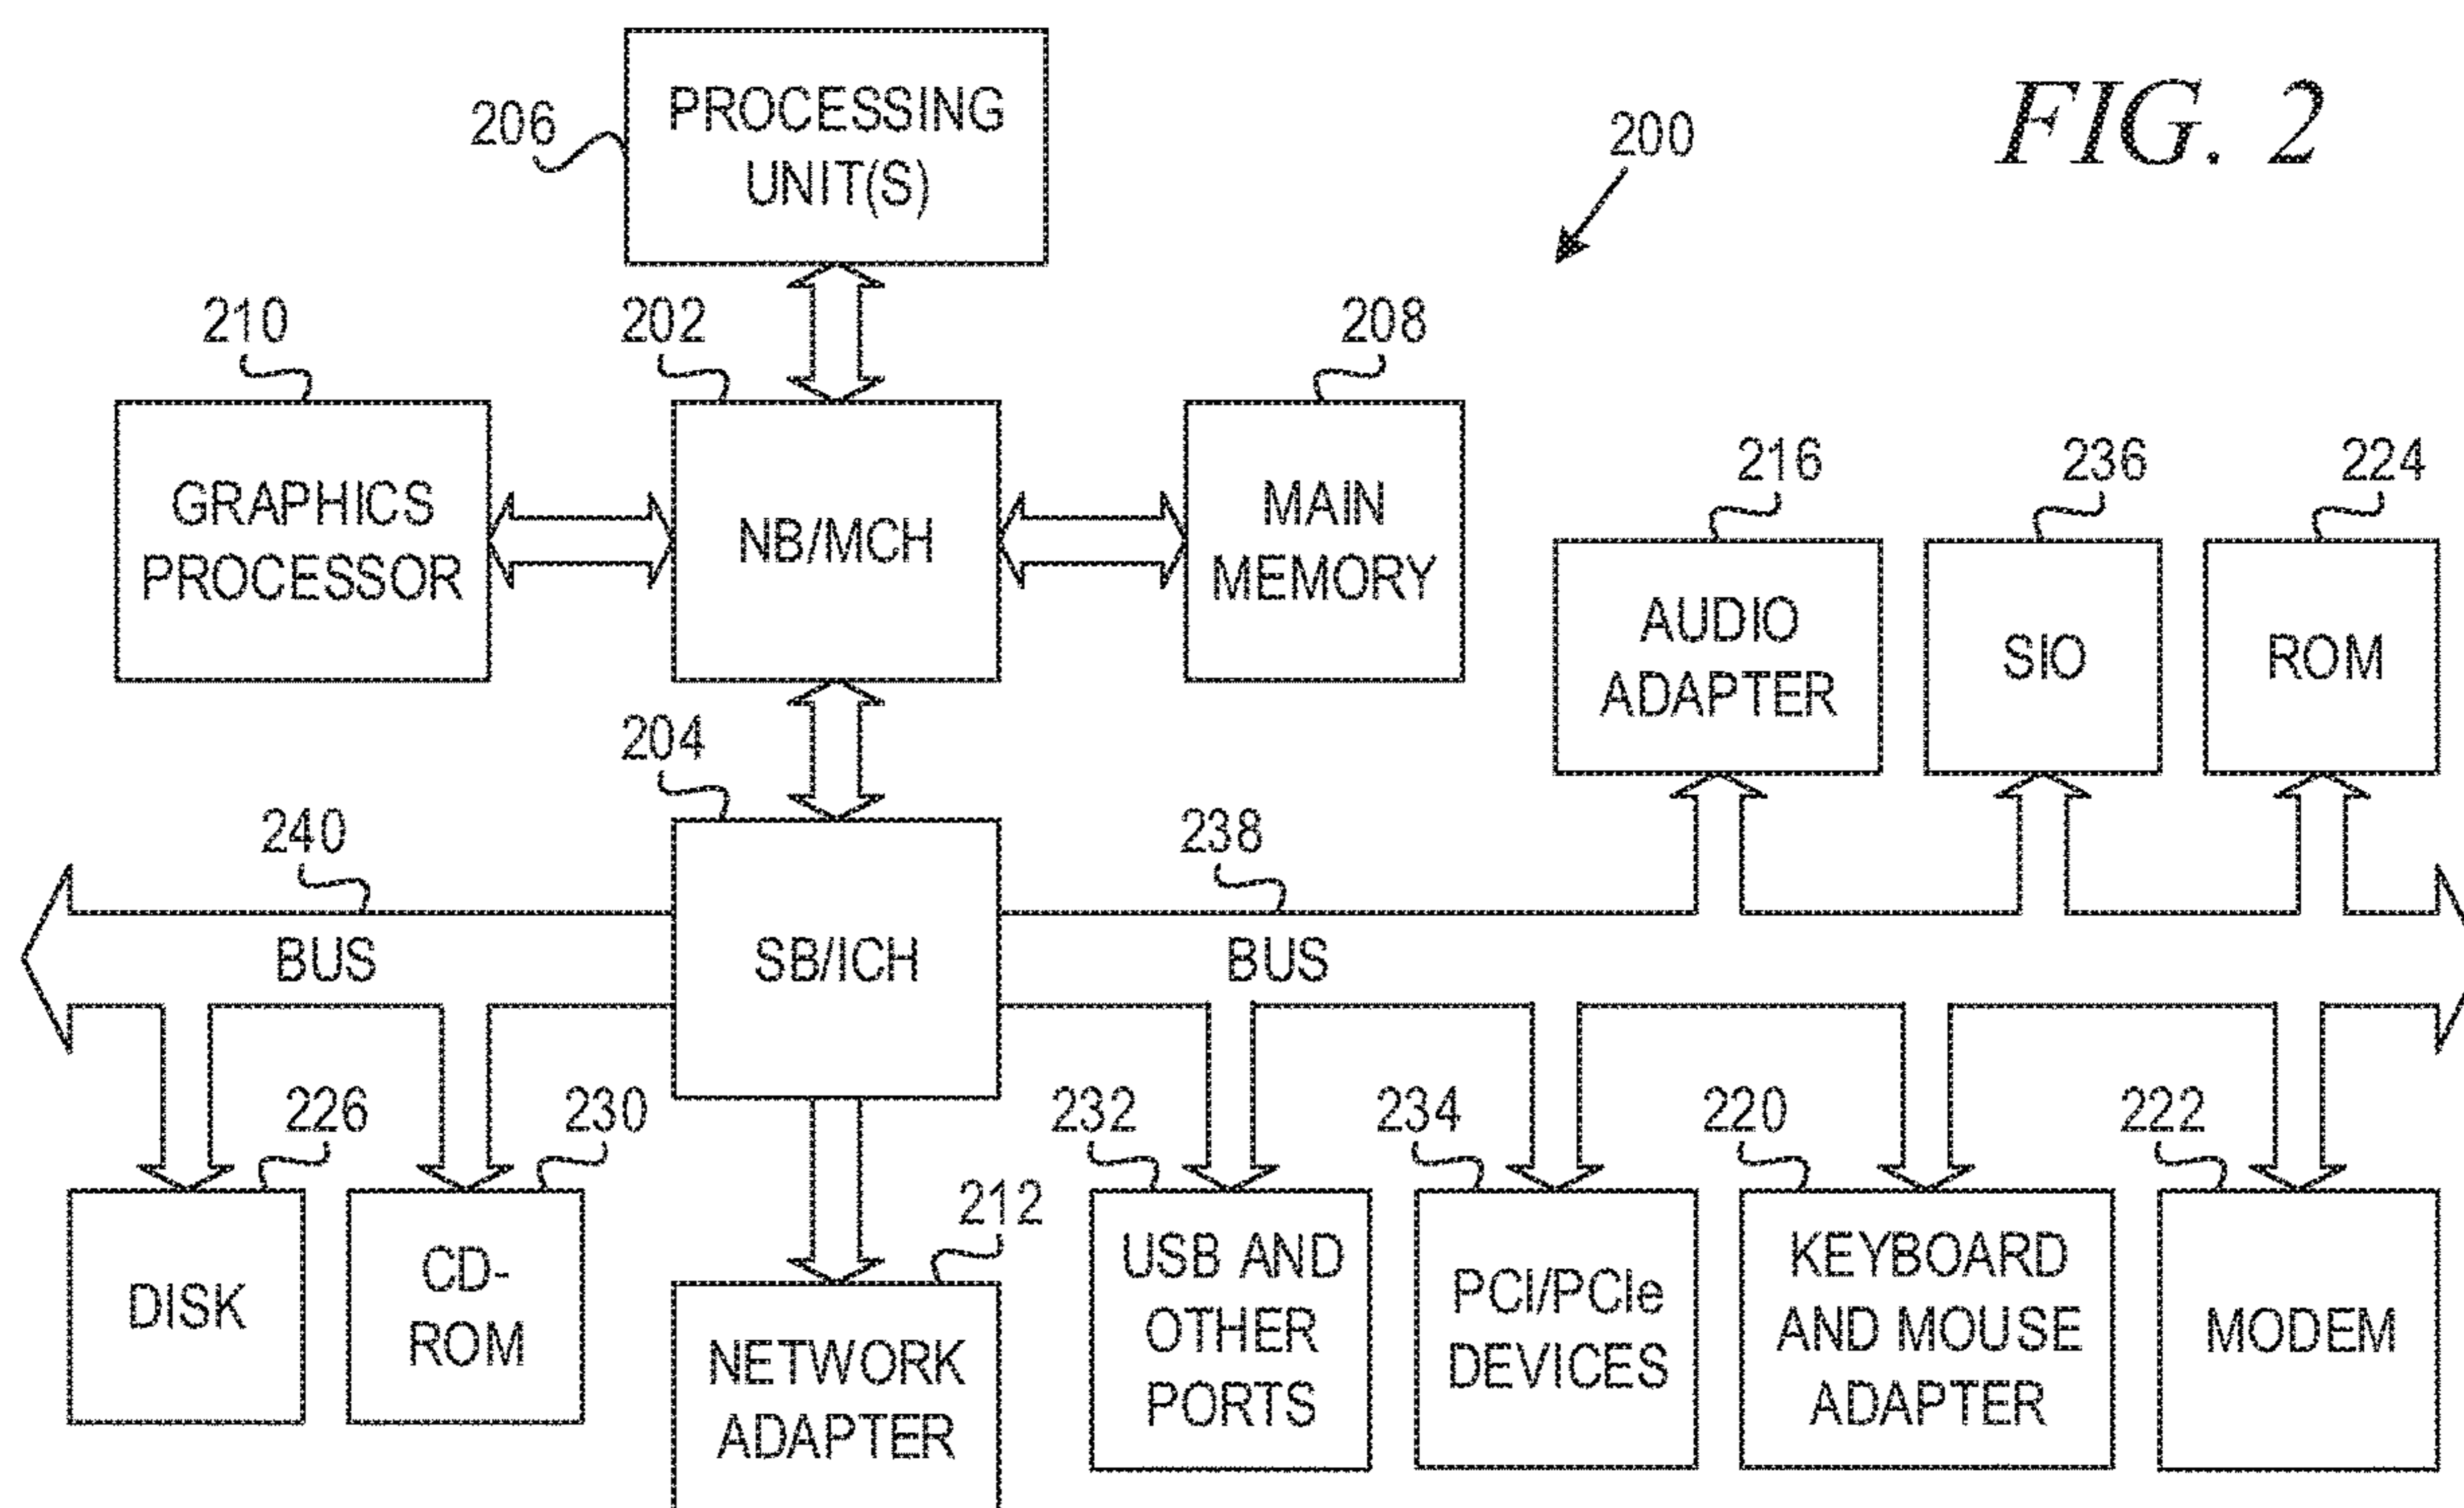 FIG. 2
200
206
PROCESSING
UNIT(S)
210
202
208
GRAPHICS
PROCESSOR
NB/MCH
MAIN
MEMORY
216
236
224
AUDIO
ADAPTER
SIO
ROM
204
240
238
BUS
SB/ICH
BUS
226
230
212
232
234
220
222
DISK
CD-
ROM
NETWORK
ADAPTER
USB AND
OTHER
PORTS
PCI/PCIe
DEVICES
KEYBOARD
AND MOUSE
ADAPTER
MODEM